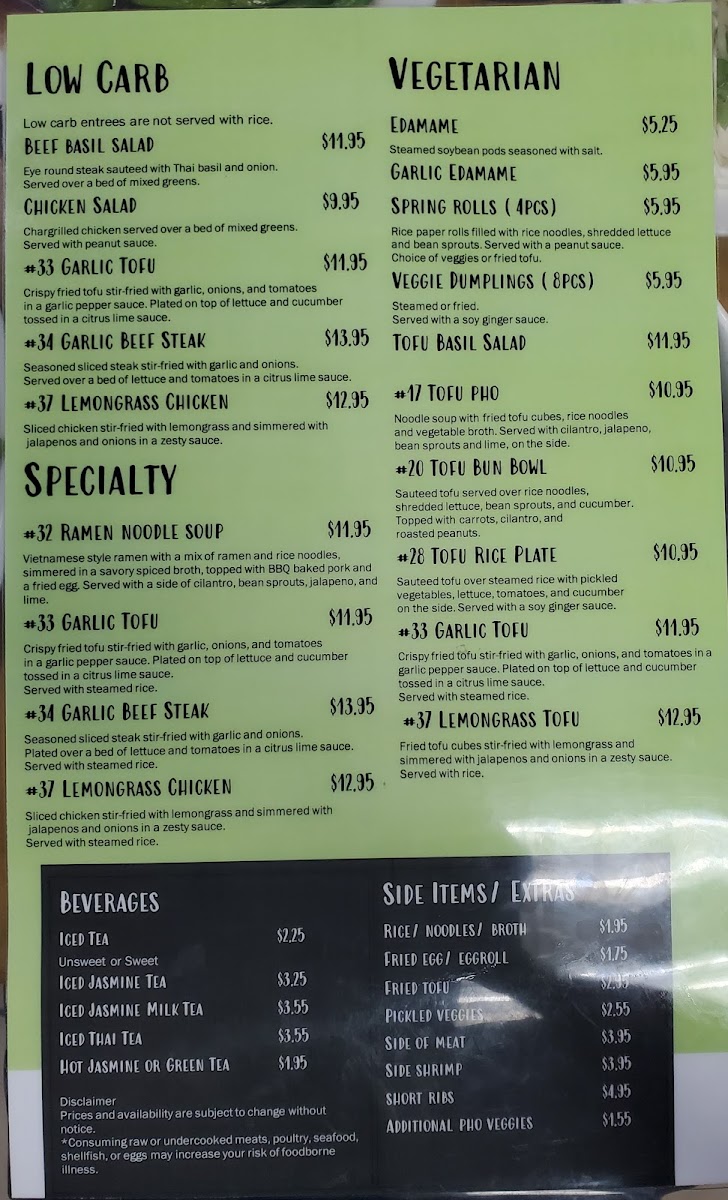 LOW CARB
Low carb entrees are not served with rice.
BEEF BASIL SALAD $11.95
Eye round steak sauteed with Thai basil and onion.
Served over a bed of mixed greens.
CHICKEN SALAD $9.95
Chargrilled chicken served over a bed of mixed greens.
Served with peanut sauce.
#33 GARLIC TOFU $11.95
Crispy fried tofu stir-fried with garlic, onions, and tomatoes
in a garlic pepper sauce. Plated on top of lettuce and cucumber
tossed in a citrus lime sauce.
#34 GARLIC BEEF STEAK $13.95
Seasoned sliced steak stir-fried with garlic and onions.
Served over a bed of lettuce and tomatoes in a citrus lime sauce.
#37 LEMONGRASS CHICKEN $12.95
Sliced chicken stir-fried with lemongrass and simmered with
jalapenos and onions in a zesty sauce.
SPECIALTY
#32 RAMEN NOODLE SOUP $11.95
Vietnamese style ramen with a mix of ramen and rice noodles,
simmered in a savory spiced broth, topped with BBQ baked pork and
a fried egg. Served with a side of cilantro, bean sprouts, jalapeno, and
lime.
#33 GARLIC TOFU $11.95
Crispy fried tofu stir-fried with garlic, onions, and tomatoes
in a garlic pepper sauce. Plated on top of lettuce and cucumber
tossed in a citrus lime sauce.
Served with steamed rice.
#34 GARLIC BEEF STEAK $13.95
Seasoned sliced steak stir-fried with garlic and onions.
Plated over a bed of lettuce and tomatoes in a citrus lime sauce.
Served with steamed rice.
#37 LEMONGRASS CHICKEN $12.95
Sliced chicken stir-fried with lemongrass and simmered with
jalapenos and onions in a zesty sauce.
Served with steamed rice.
VEGETARIAN
EDAMAME $5.25
Steamed soybean pods seasoned with salt.
GARLIC EDAMAME $5.95
SPRING ROLLS (4PCS) $5.95
Rice paper rolls filled with rice noodles, shredded lettuce
and bean sprouts. Served with a peanut sauce.
Choice of veggies or fried tofu.
VEGGIE DUMPLINGS (8PCS) $5.95
Steamed or fried.
Served with a soy ginger sauce.
TOFU BASIL SALAD $11.95
#17 TOFU PHO $10.95
Noodle soup with fried tofu cubes, rice noodles
and vegetable broth. Served with cilantro, jalapeno,
bean sprouts and lime, on the side.
#20 TOFU BUN BOWL $10.95
Sauteed tofu served over rice noodles,
shredded lettuce, bean sprouts, and cucumber.
Topped with carrots, cilantro, and
roasted peanuts.
#28 TOFU RICE PLATE $10.95
Sauteed tofu over steamed rice with pickled
vegetables, lettuce, tomatoes, and cucumber
on the side. Served with a soy ginger sauce.
#33 GARLIC TOFU $11.95
Crispy fried tofu stir-fried with garlic, onions, and tomatoes in a
garlic pepper sauce. Plated on top of lettuce and cucumber
tossed in a citrus lime sauce.
Served with steamed rice.
#37 LEMONGRASS TOFU $12.95
Fried tofu cubes stir-fried with lemongrass and
simmered with jalapenos and onions in a zesty sauce.
Served with rice.
BEVERAGES
ICED TEA $2.25
Unsweet or Sweet
ICED JASMINE TEA $3.25
ICED JASMINE MILK TEA $3.55
ICED THAI TEA $3.55
HOT JASMINE OR GREEN TEA $1.95
Disclaimer
Prices and availability are subject to change without
notice.
*Consuming raw or undercooked meats, poultry, seafood,
shellfish, or eggs may increase your risk of foodborne
illness.
SIDE ITEMS/ EXTRAS
RICE/ NOODLES/ BROTH $1.95
FRIED EGG/ EGGROLL $1.75
FRIED TOFU $2.95
PICKLED VEGGIES $2.55
SIDE OF MEAT $3.95
SIDE SHRIMP $3.95
SHORT RIBS $4.95
ADDITIONAL PHO VEGGIES $1.55